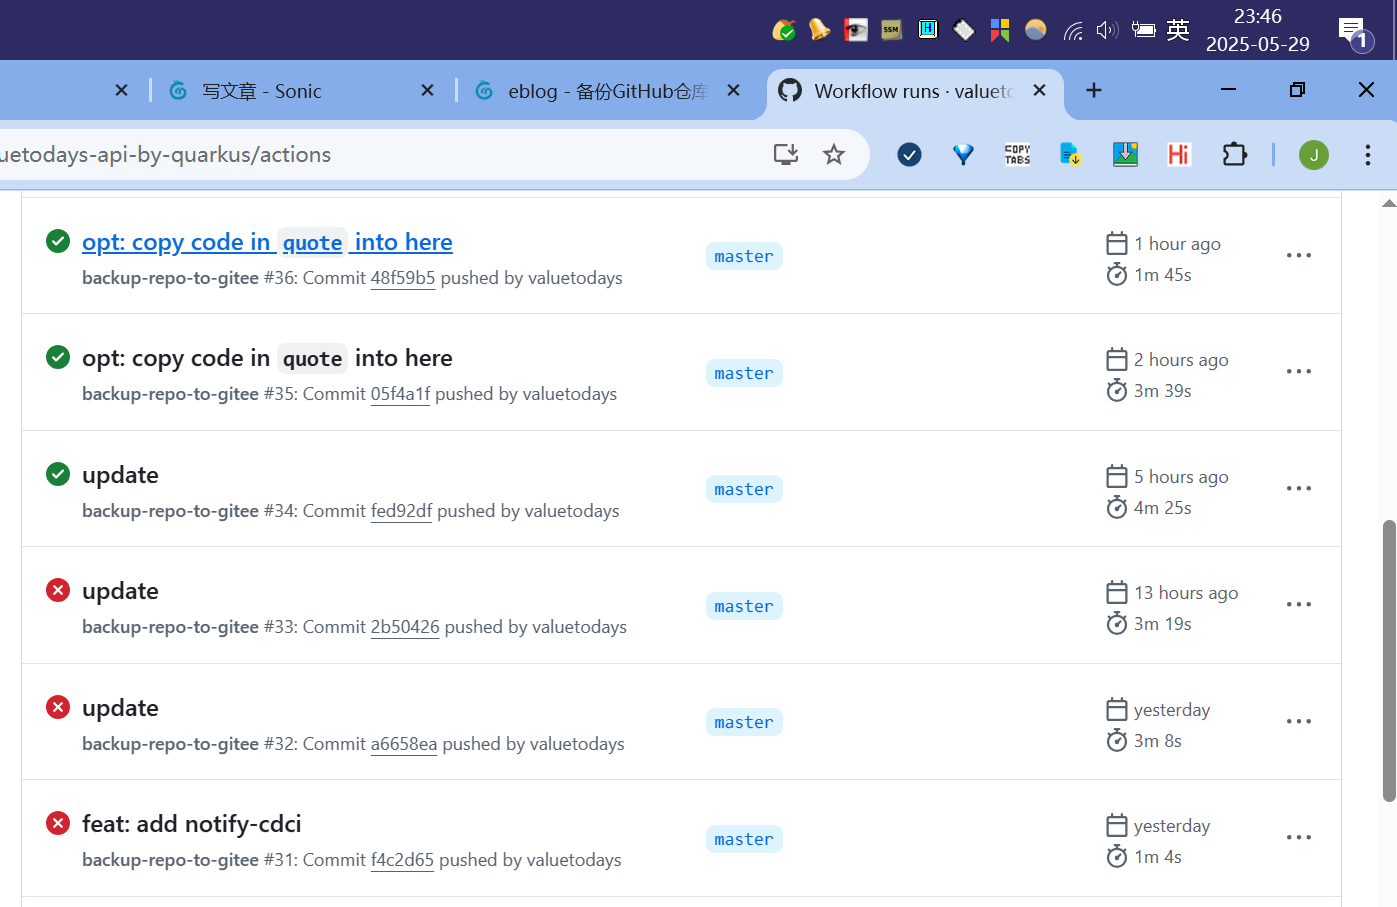 SSM
H
英
23:46
2025-05-29
1
写文章 - Sonic
eblog - 备份GitHub仓库
Workflow runs · valueto
uetodays-api-by-quarkus/actions
COPY
TABS
Hi
J
opt: copy code in quote into here
backup-repo-to-gitee #36: Commit 48f59b5 pushed by valuetodays
master
1 hour ago
1m 45s
opt: copy code in quote into here
backup-repo-to-gitee #35: Commit 05f4a1f pushed by valuetodays
master
2 hours ago
3m 39s
update
backup-repo-to-gitee #34: Commit fed92df pushed by valuetodays
master
5 hours ago
4m 25s
update
backup-repo-to-gitee #33: Commit 2b50426 pushed by valuetodays
master
13 hours ago
3m 19s
update
backup-repo-to-gitee #32: Commit a6658ea pushed by valuetodays
master
yesterday
3m 8s
feat: add notify-cdci
backup-repo-to-gitee #31: Commit f4c2d65 pushed by valuetodays
master
yesterday
1m 4s